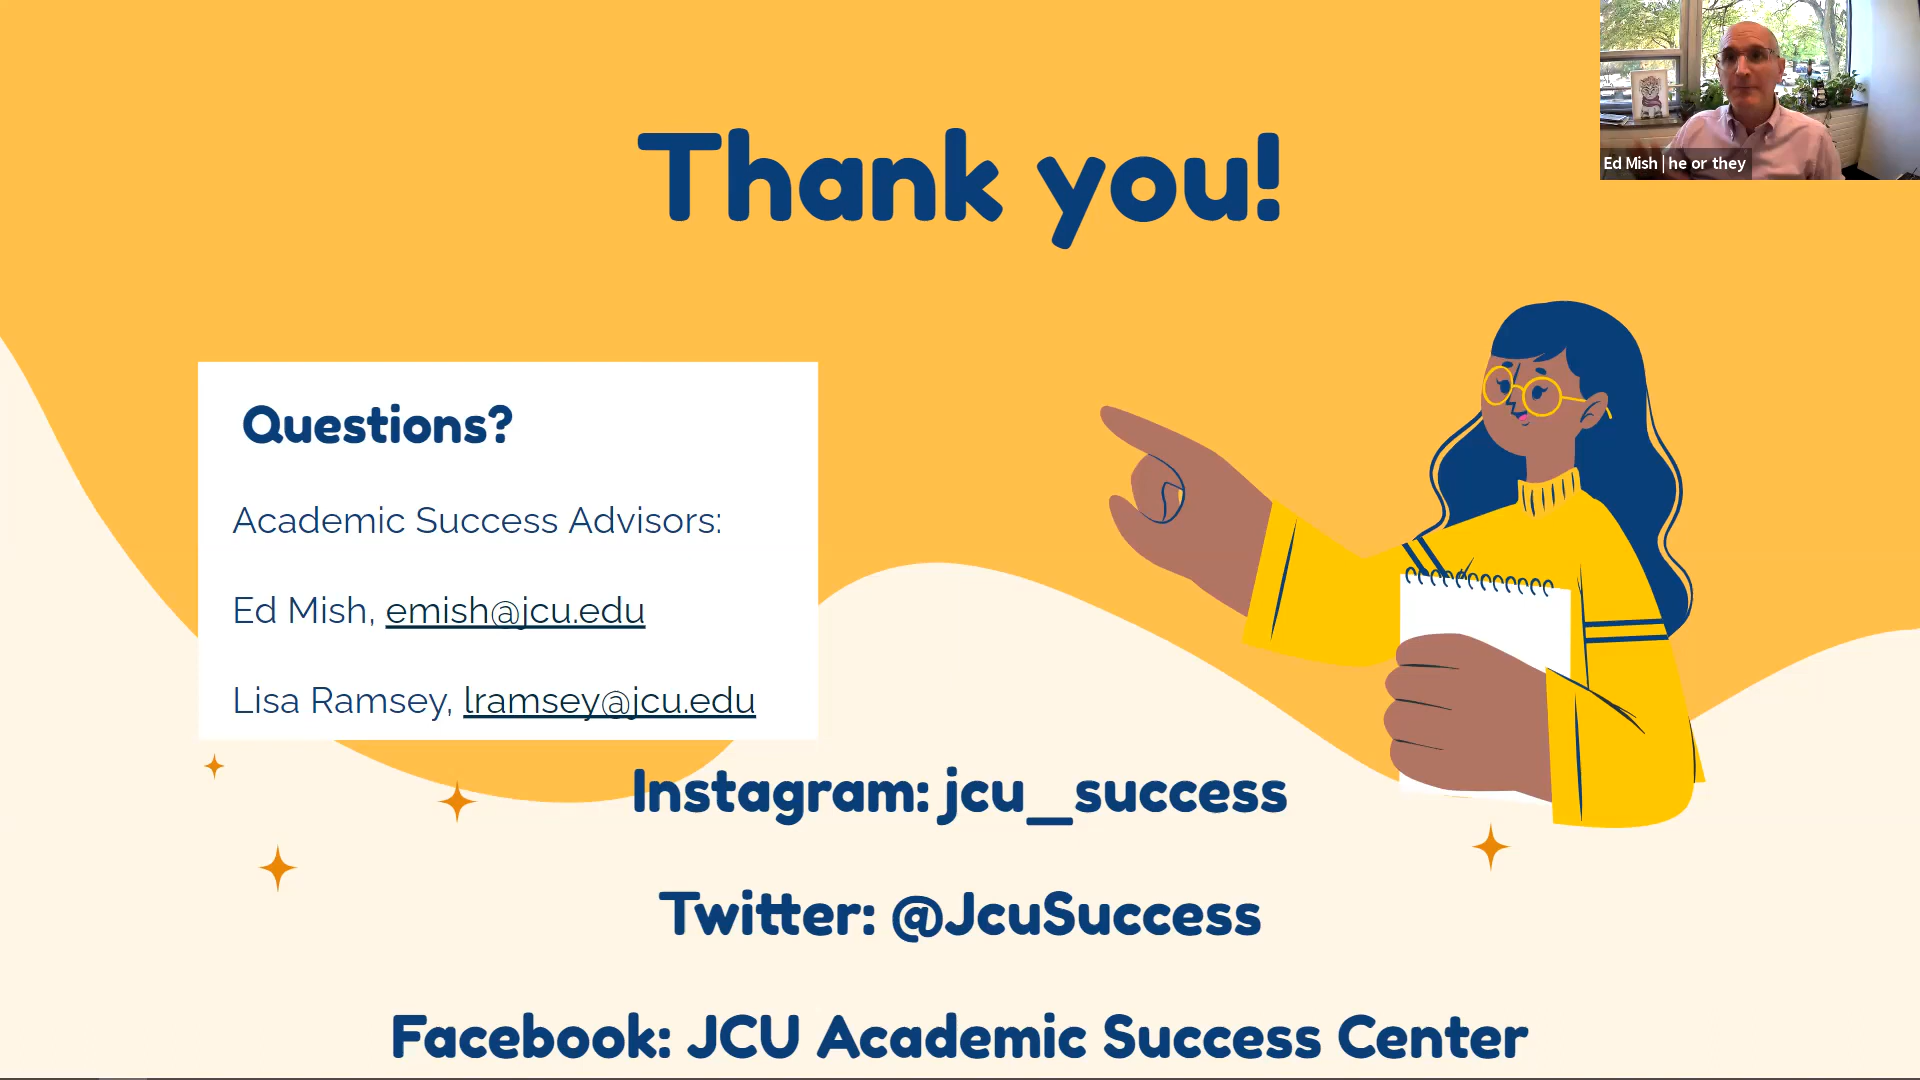 Thank you!
Ed Mish | he or they
Questions?
Academic Success Advisors:
Ed Mish, emish@jcu.edu
Lisa Ramsey, lramsey@jcu.edu
Instagram: jcu_success
Twitter: @JcuSuccess
Facebook: JCU Academic Success Center